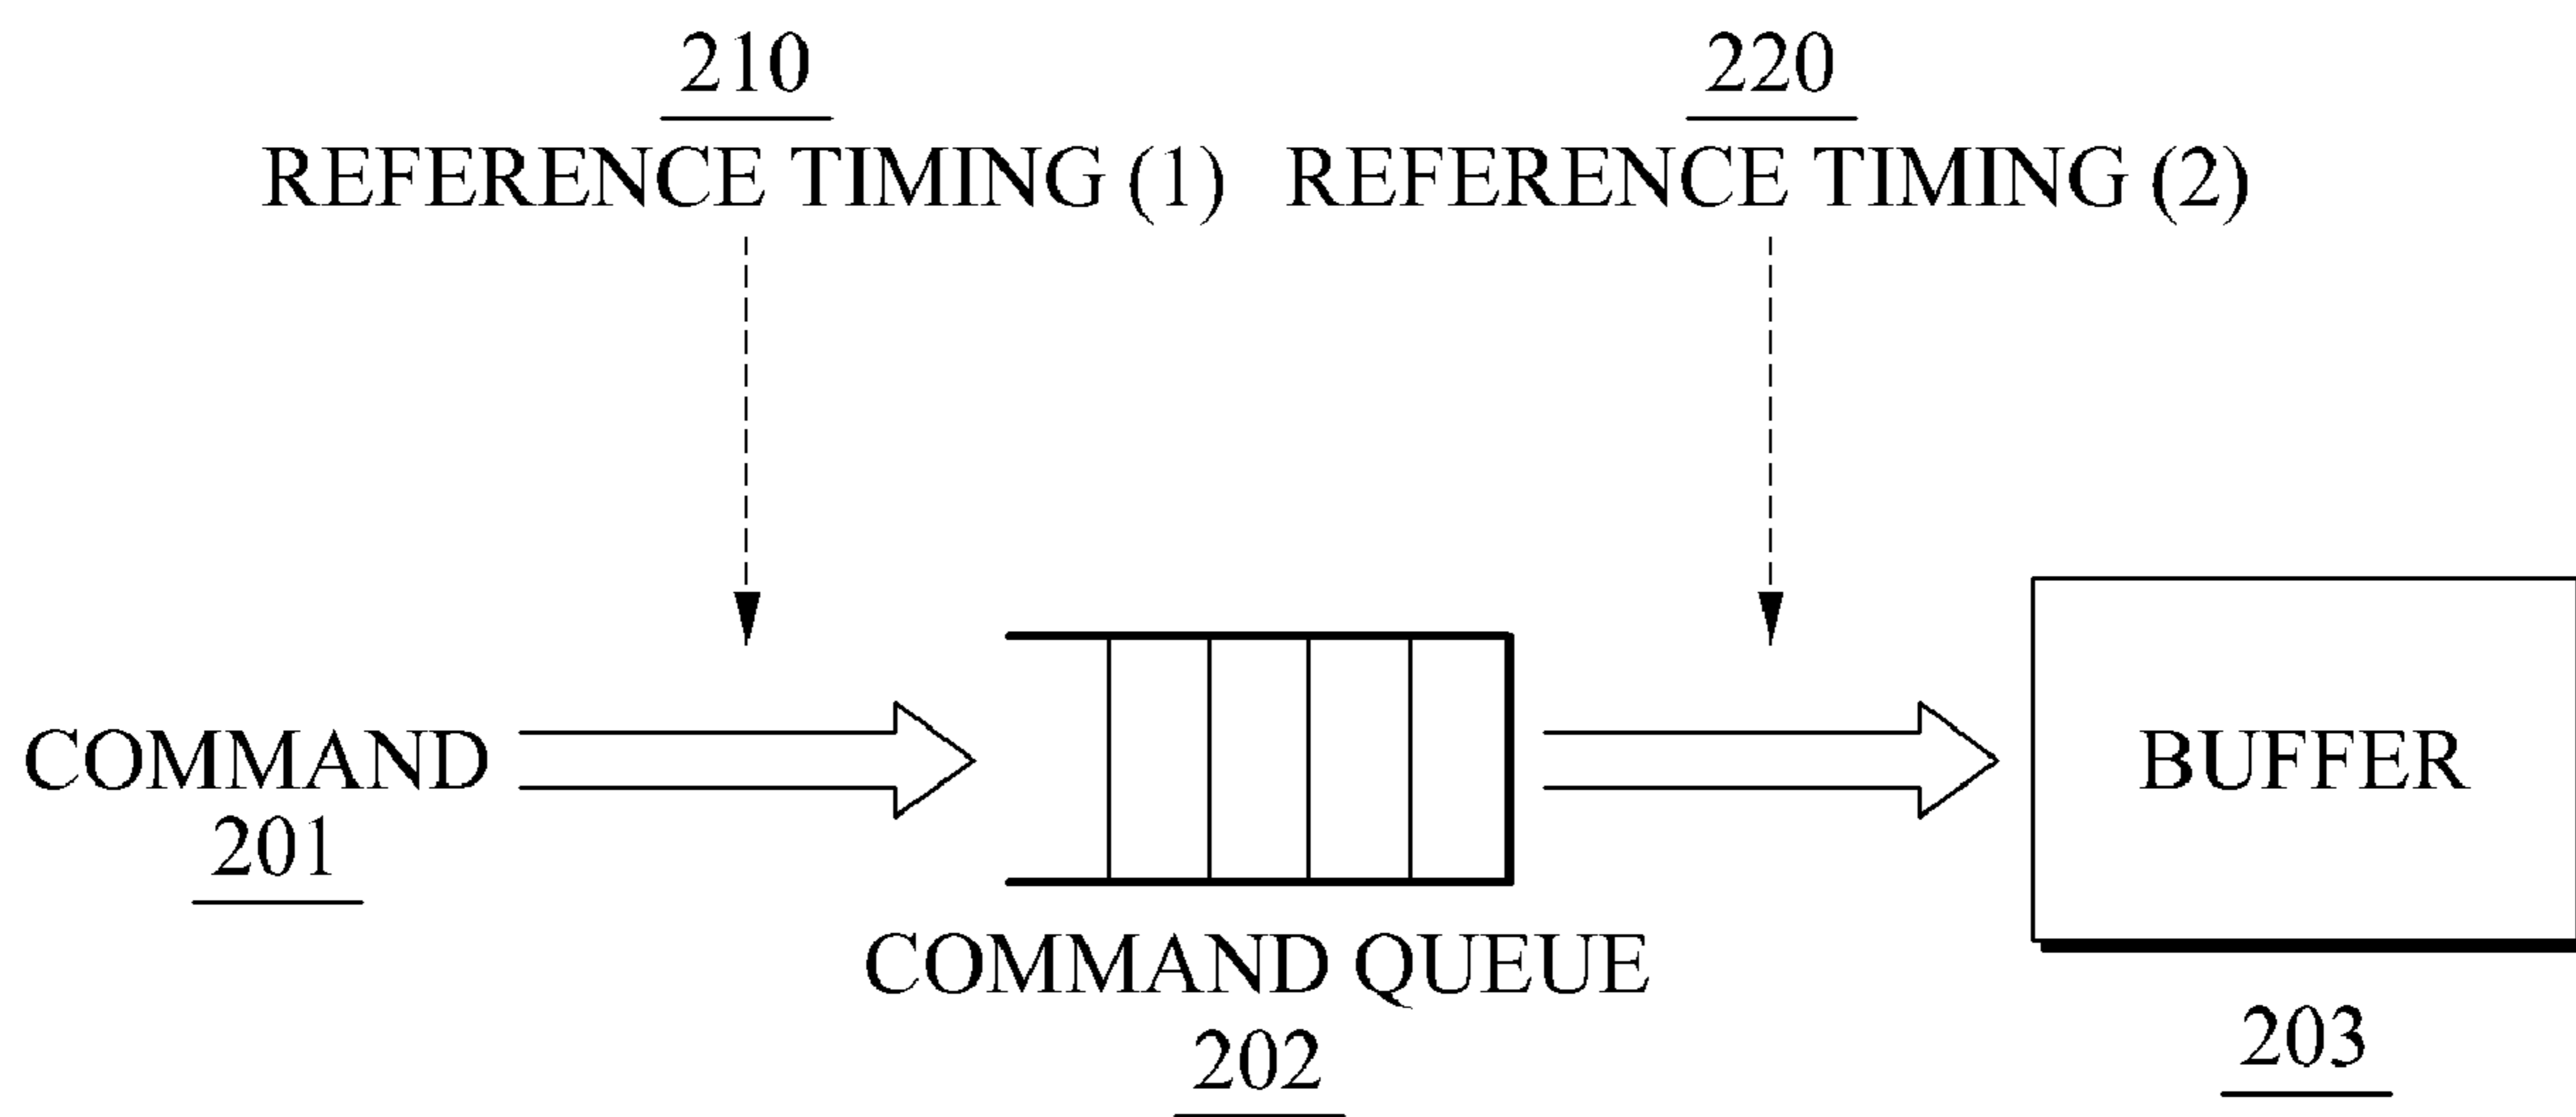 210
220
REFERENCE TIMING (1)
REFERENCE TIMING (2)
COMMAND
201
BUFFER
COMMAND QUEUE
202
203